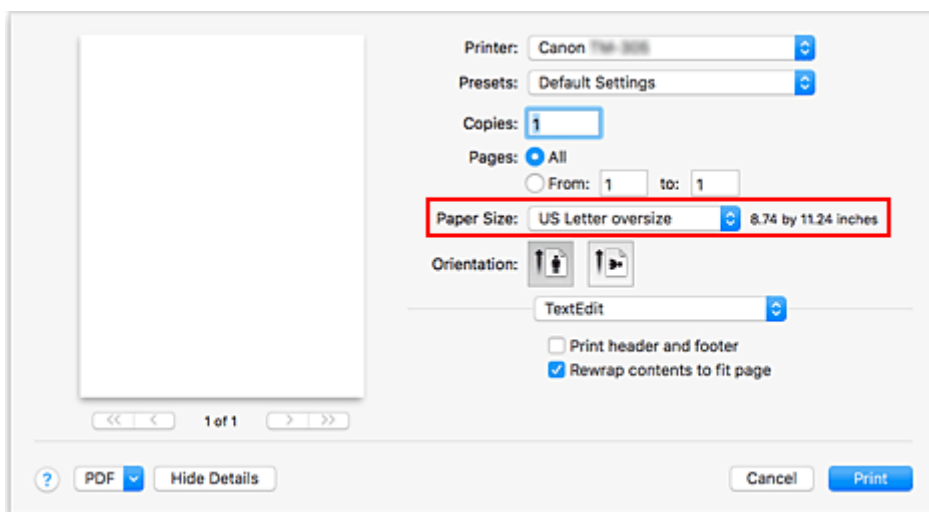 Printer: Canon
Presets: Default Settings
Copies: 1
Pages: All
From: 1 to: 1
Paper Size: US Letter oversize 8.74 by 11.24 inches
Orientation:
TextEdit
Print header and footer
Rewrap contents to fit page
<< < 1 of 1 > >>
? PDF Hide Details Cancel Print